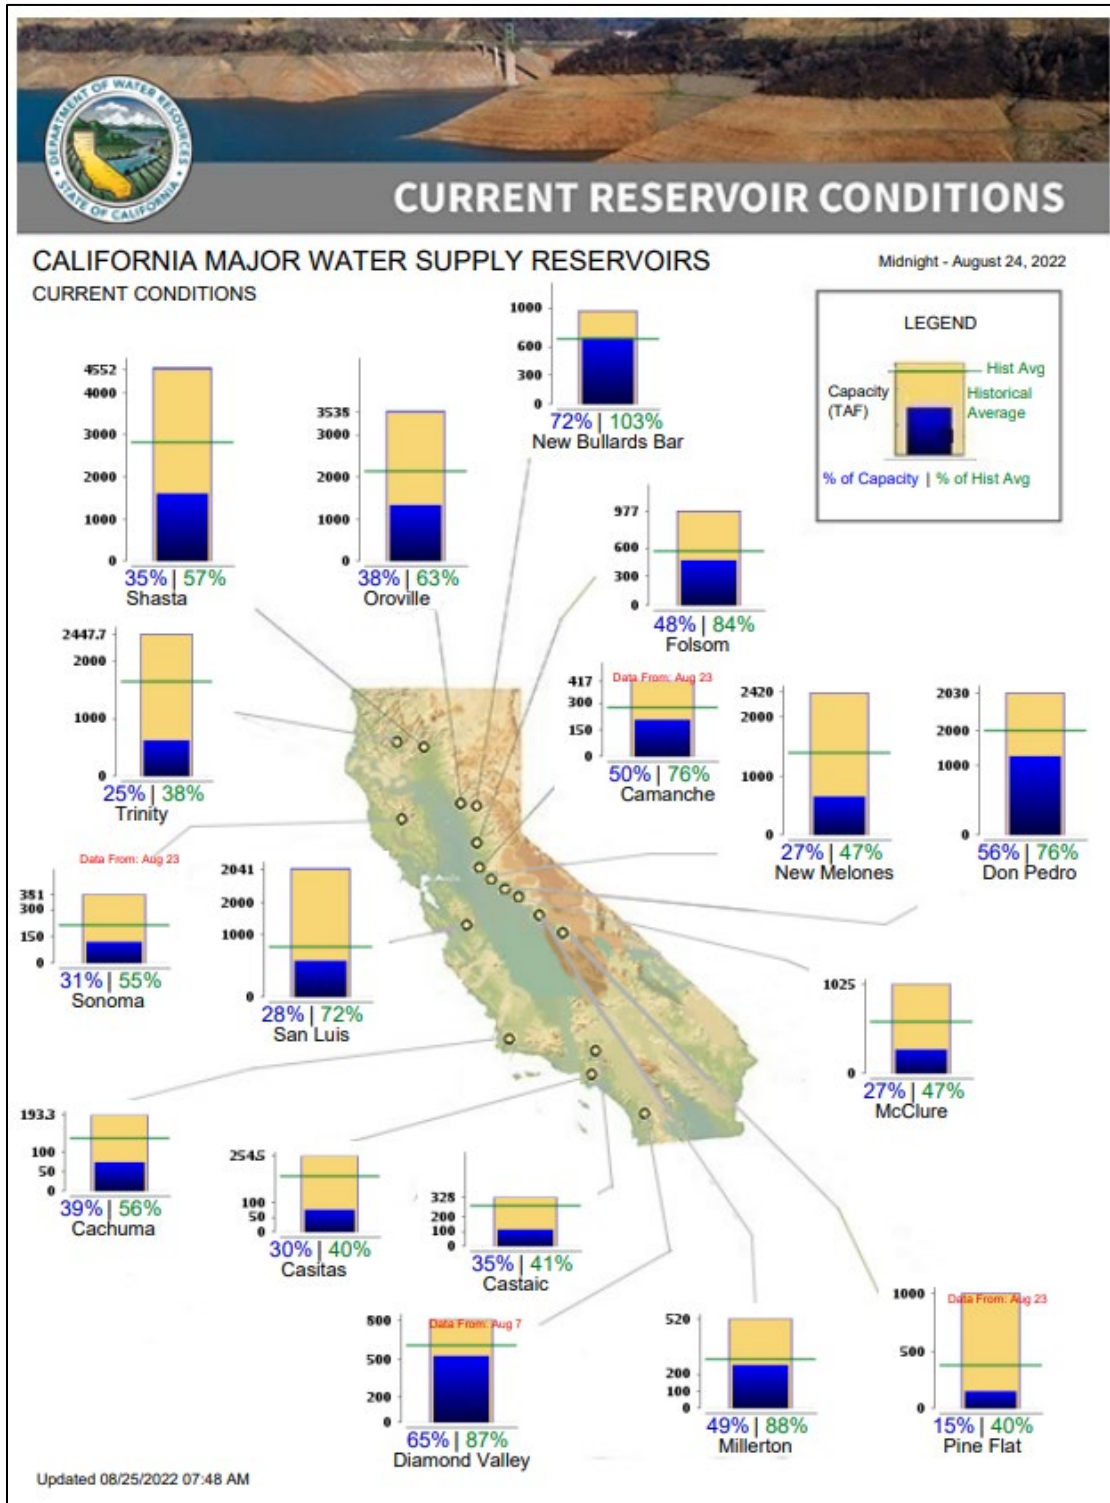 DEPARTMENT OF WATER RESOURCES
STATE OF CALIFORNIA
CURRENT RESERVOIR CONDITIONS
CALIFORNIA MAJOR WATER SUPPLY RESERVOIRS
CURRENT CONDITIONS
Midnight - August 24, 2022
LEGEND
Hist Avg
Capacity
(TAF)
Historical
Average
% of Capacity | % of Hist Avg
1000
600
300
0
72% | 103%
New Bullards Bar
4552
4000
3000
2000
1000
0
35% | 57%
Shasta
3538
3000
2000
1000
0
38% | 63%
Oroville
977
600
300
0
48% | 84%
Folsom
2447.7
2000
1000
0
25% | 38%
Trinity
Data From: Aug 23
417
300
150
0
50% | 76%
Camanche
2420
2000
1000
0
27% | 47%
New Melones
2030
2000
1000
0
56% | 76%
Don Pedro
Data From: Aug 23
381
300
150
0
31% | 55%
Sonoma
2041
2000
1000
0
28% | 72%
San Luis
1025
0
27% | 47%
McClure
193.3
100
50
0
39% | 56%
Cachuma
254.5
100
50
0
30% | 40%
Casitas
328
200
100
0
35% | 41%
Castaic
Data From: Aug 7
800
500
200
0
65% | 87%
Diamond Valley
520
200
100
0
49% | 88%
Millerton
Data From: Aug 23
1000
500
0
15% | 40%
Pine Flat
Updated 08/25/2022 07:48 AM